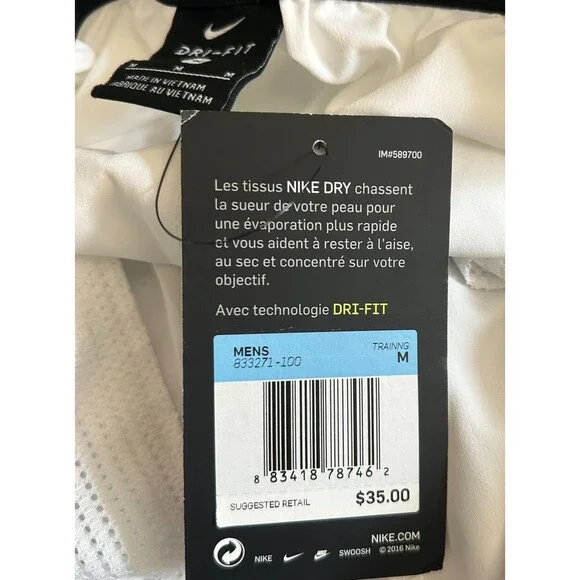 DRI-FIT
M M M
MADE IN VIETNAM
FABRIQUE AU VIETNAM
IM#589700
Les tissus NIKE DRY chassent
la sueur de votre peau pour
une évaporation plus rapide
et vous aident à rester à l'aise,
au sec et concentré sur votre
objectif.
Avec technologie DRI-FIT
MENS TRAINNG
833271-100 M
8 83418 78746 2
SUGGESTED RETAIL $35.00
NIKE.COM
NIKE SWOOSH © 2016 Nike